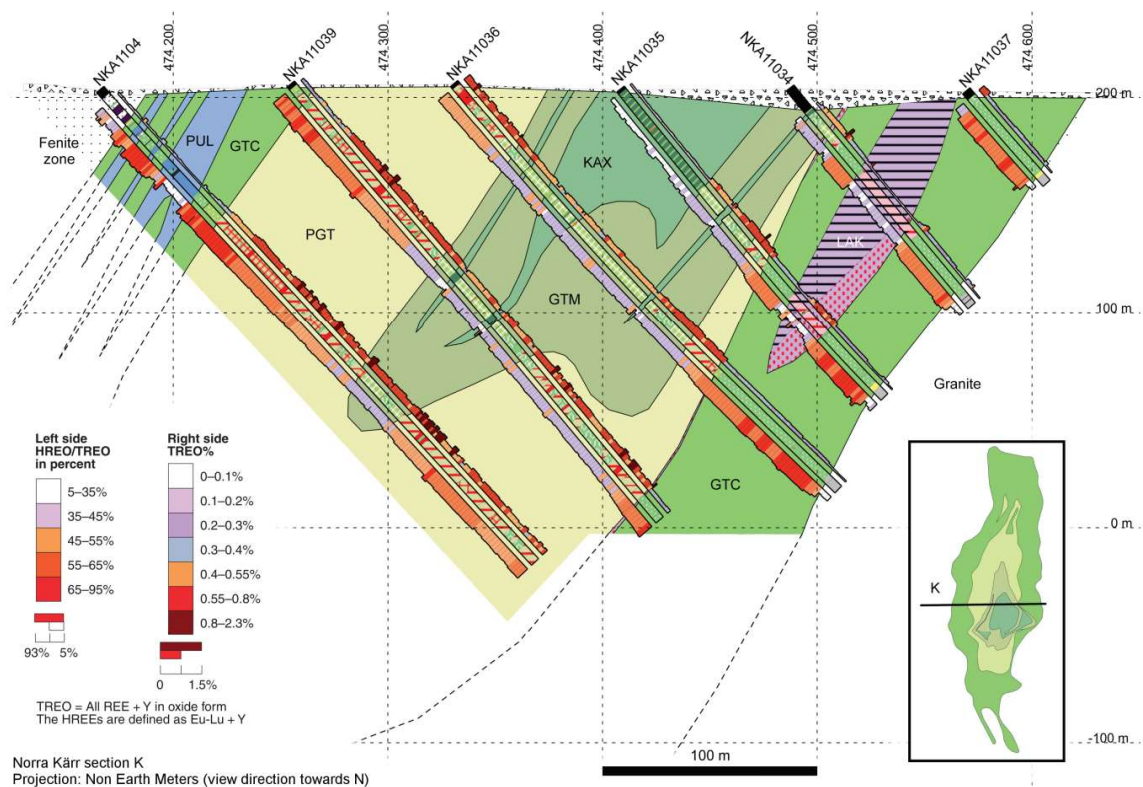 NKA1104
474.200
NKA11039
474.300
NKA11036
474.400
NKA11035
474.500
NKA11034
NKA11037
474.600
200 m
Fenite
zone
PUL
GTC
KAX
PGT
LAK
GTM
100 m
Granite
GTC
0 m
-100 m
Left side
HREO/TREO
in percent
5–35%
35–45%
45–55%
55–65%
65–95%
93% 5%
Right side
TREO%
0–0.1%
0.1–0.2%
0.2–0.3%
0.3–0.4%
0.4–0.55%
0.55–0.8%
0.8–2.3%
0 1.5%
TREO = All REE + Y in oxide form
The HREEs are defined as Eu-Lu + Y
K
100 m
Norra Kärr section K
Projection: Non Earth Meters (view direction towards N)